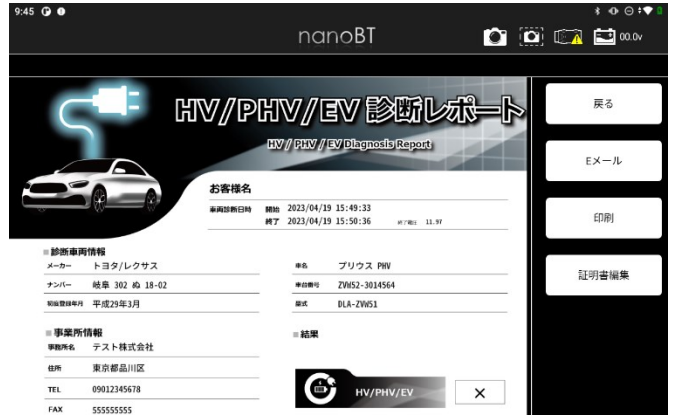 9:45
nanoBT
00.0v
HV/PHV/EV 診断レポート
HV / PHV / EV Diagnosis Report
戻る
Eメール
印刷
証明書編集
お客様名
車両診断日時 開始 2023/04/19 15:49:33
終了 2023/04/19 15:50:36 終了電圧 11.97
■診断車両情報
メーカー トヨタ/レクサス 車名 プリウス PHV
ナンバー 岐阜 302 ぬ 18-02 車台番号 ZVW52-3014564
初度登録年月 平成29年3月 型式 DLA-ZVW51
■事業所情報 ■結果
事務所名 テスト株式会社
住所 東京都品川区
TEL 09012345678 HV/PHV/EV ×
FAX 555555555